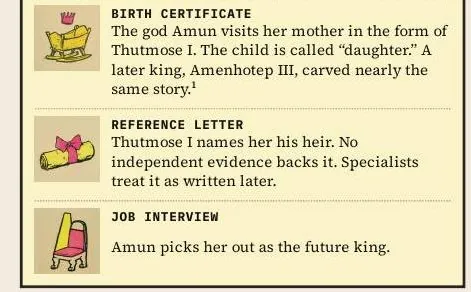 BIRTH CERTIFICATE
The god Amun visits her mother in the form of
Thutmose I. The child is called “daughter.” A
later king, Amenhotep III, carved nearly the
same story.¹
REFERENCE LETTER
Thutmose I names her his heir. No
independent evidence backs it. Specialists
treat it as written later.
JOB INTERVIEW
Amun picks her out as the future king.